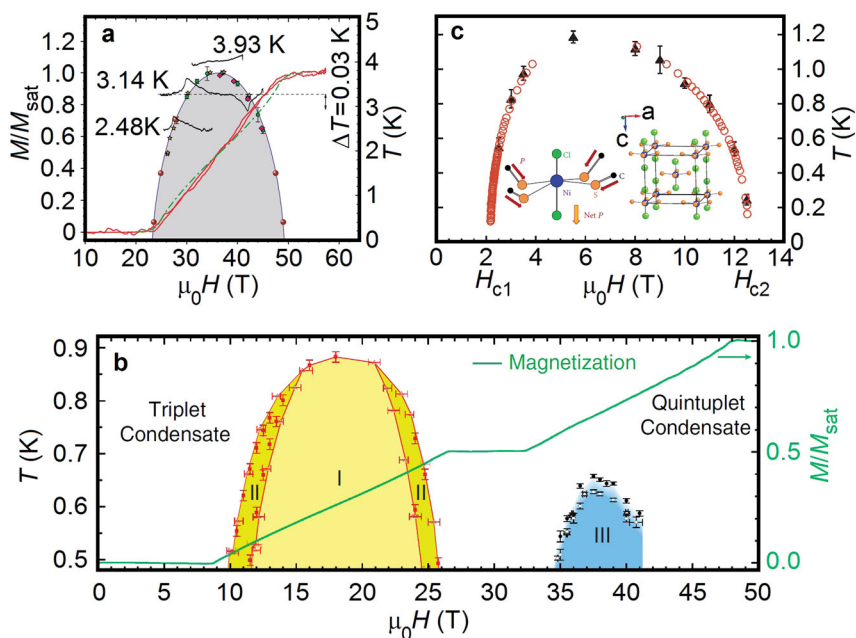 a
3.93 K
3.14 K
2.48K
M/Msat
0
0.2
0.4
0.6
0.8
1.0
1.2
10 20 30 40 50 60
μ0H (T)
0
1
2
3
4
5
T (K)
ΔT=0.03 K
c
a
c
P
Cl
Ni
C
S
Net P
0 2 4 6 8 10 12 14
Hc1 μ0H (T) Hc2
0.2
0.4
0.6
0.8
1.0
1.2
T (K)
b
Magnetization
Triplet
Condensate
Quintuplet
Condensate
I
II
II
III
T (K)
0.9
0.8
0.7
0.6
0.5
0 5 10 15 20 25 30 35 40 45 50
μ0H (T)
1.0
0.5
0.0
M/Msat